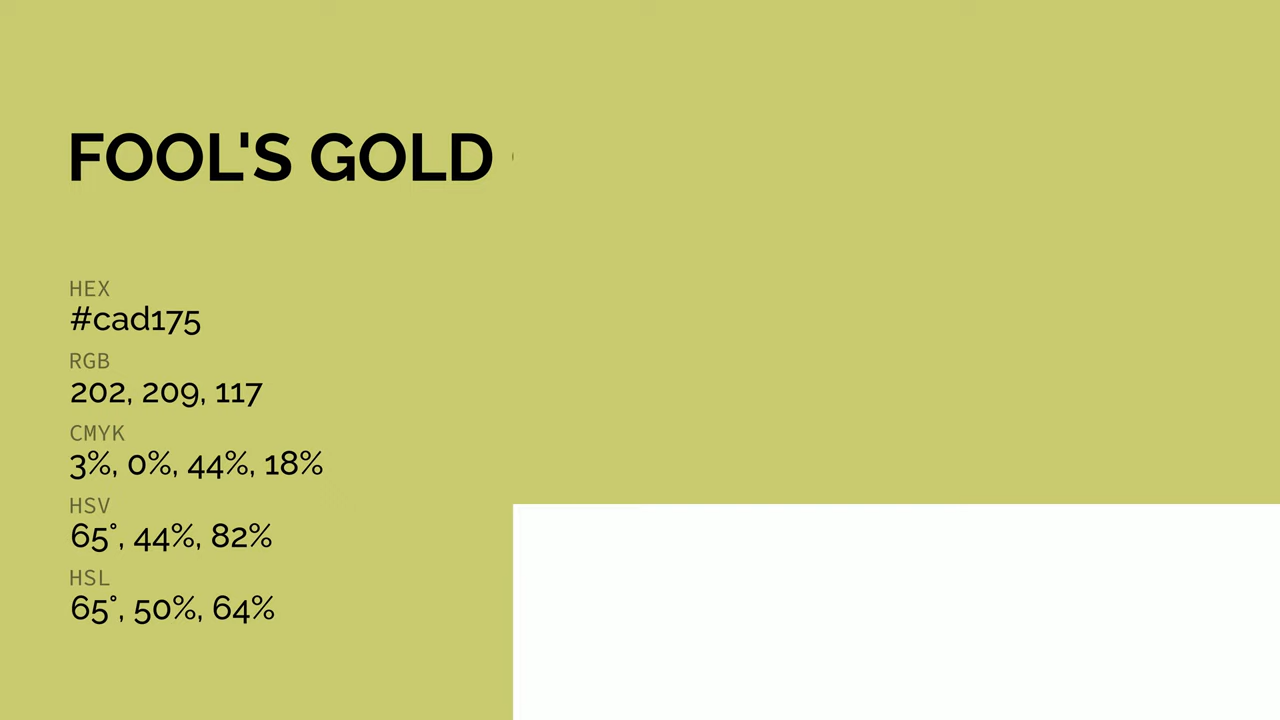 FOOL'S GOLD
HEX
#cad175
RGB
202, 209, 117
CMYK
3%, 0%, 44%, 18%
HSV
65°, 44%, 82%
HSL
65°, 50%, 64%